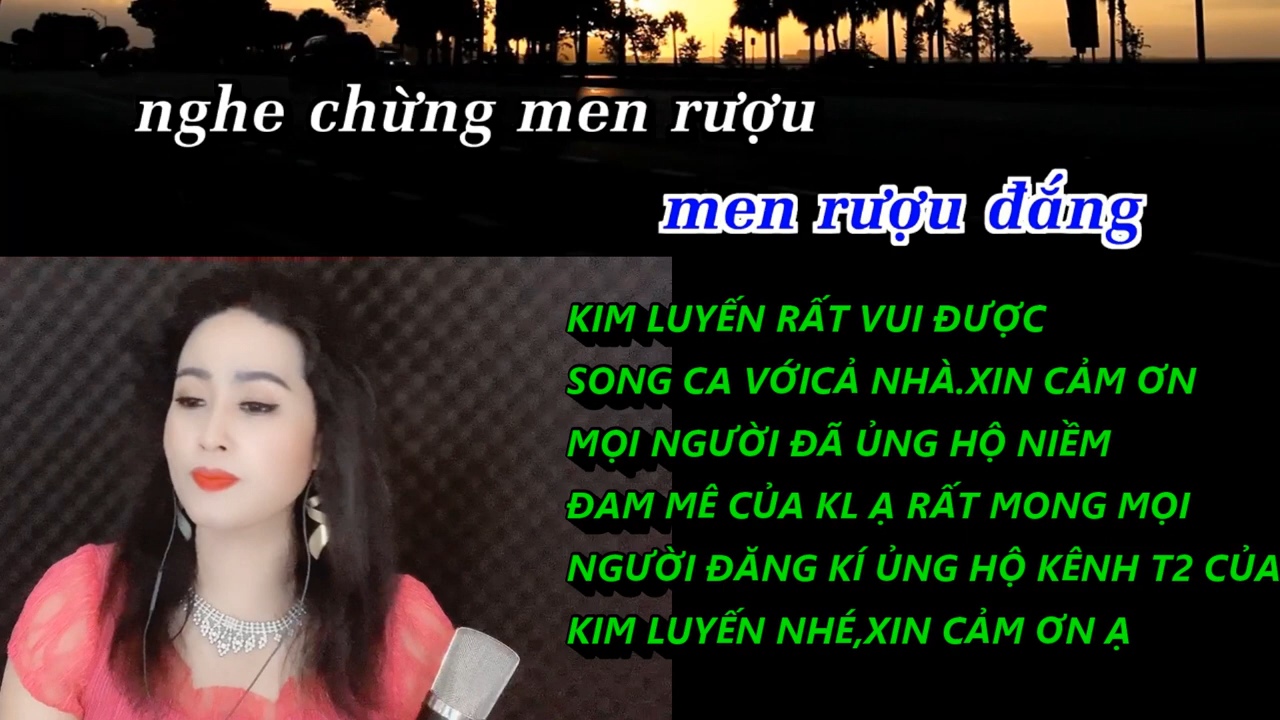 nghe chừng men rượu
men rượu đắng
KIM LUYẾN RẤT VUI ĐƯỢC
SONG CA VỚICẢ NHÀ.XIN CẢM ƠN
MỌI NGƯỜI ĐÃ ỦNG HỘ NIỀM
ĐAM MÊ CỦA KL Ạ RẤT MONG MỌI
NGƯỜI ĐĂNG KÍ ỦNG HỘ KÊNH T2 CỦA
KIM LUYẾN NHÉ,XIN CẢM ƠN Ạ